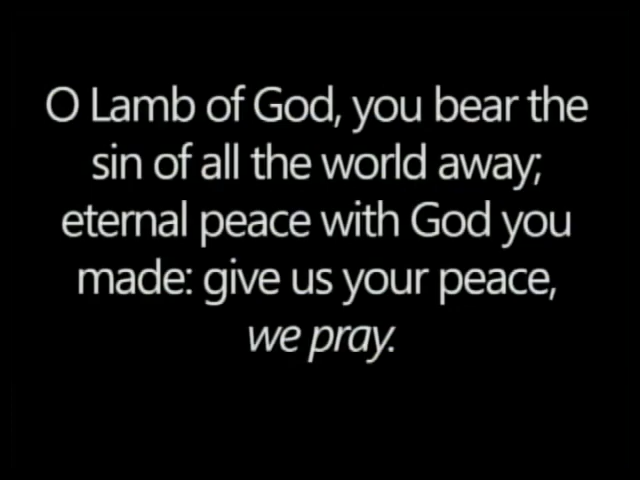 O Lamb of God, you bear the
sin of all the world away;
eternal peace with God you
made: give us your peace,
we pray.